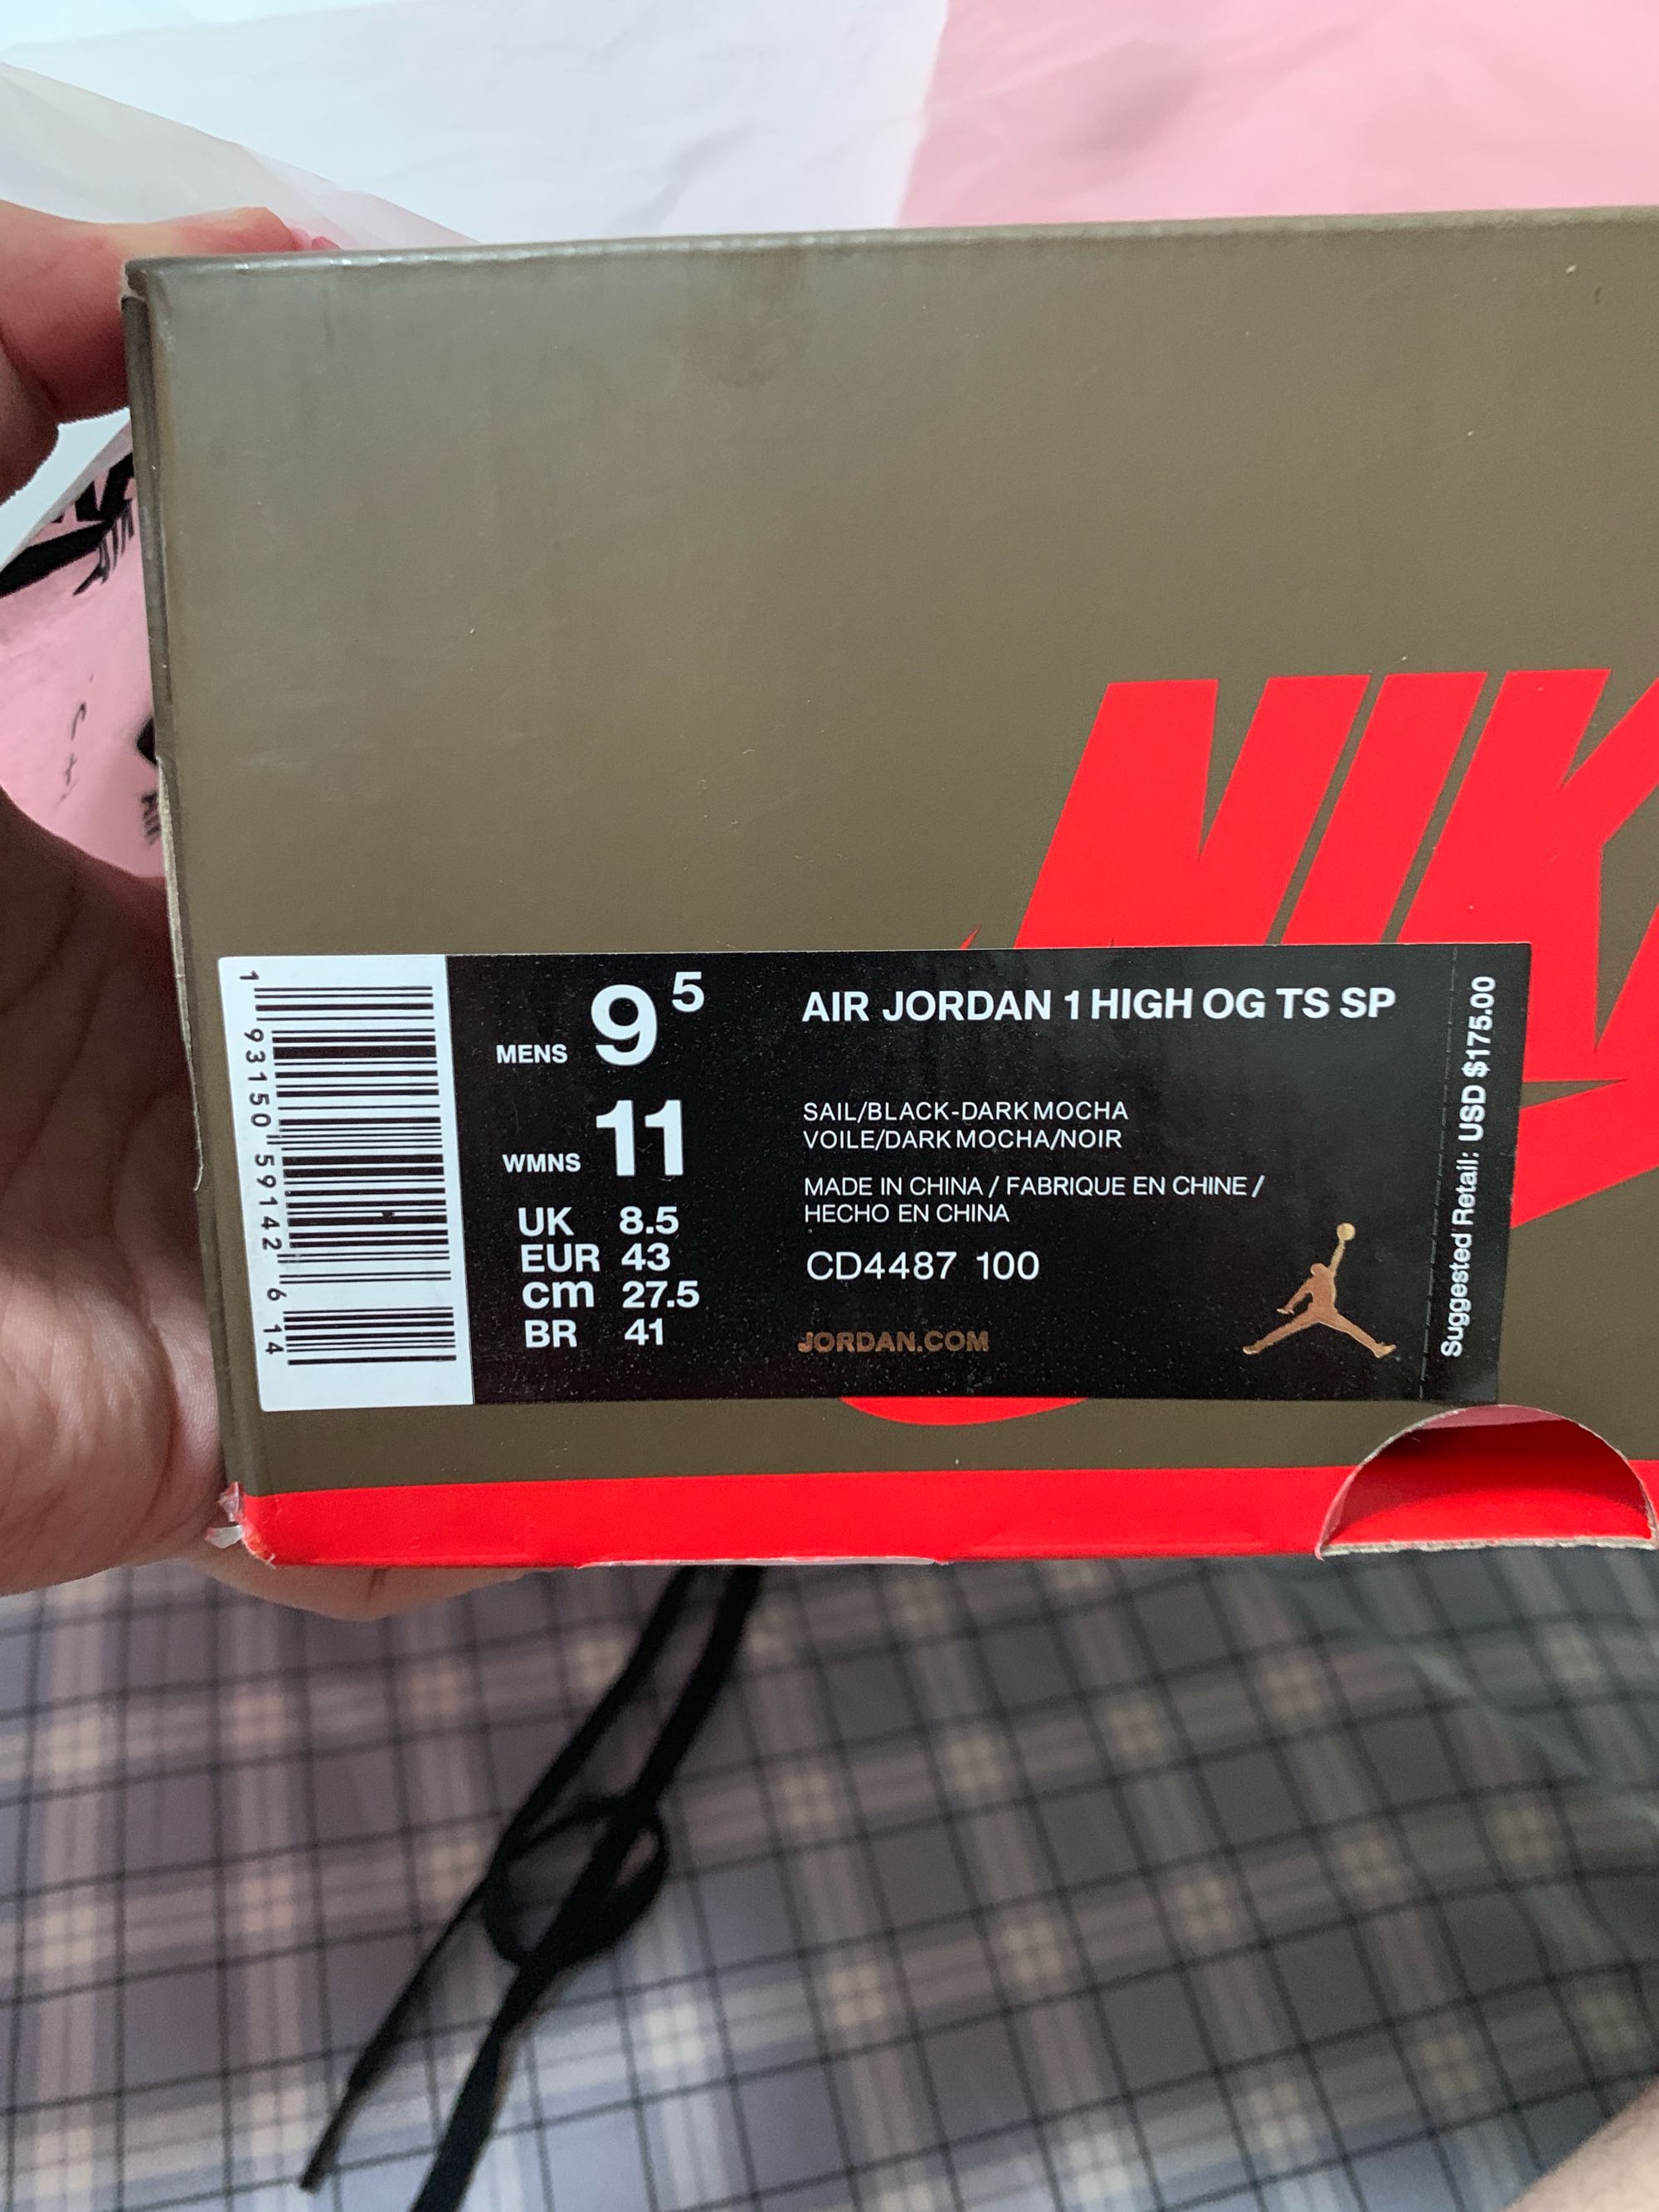 NIK
1 93150 59142 6 14
MENS 9 5
WMNS 11
UK 8.5
EUR 43
cm 27.5
BR 41
AIR JORDAN 1 HIGH OG TS SP
SAIL/BLACK-DARK MOCHA
VOILE/DARK MOCHA/NOIR
MADE IN CHINA / FABRIQUE EN CHINE /
HECHO EN CHINA
CD4487 100
JORDAN.COM
Suggested Retail: USD $175.00